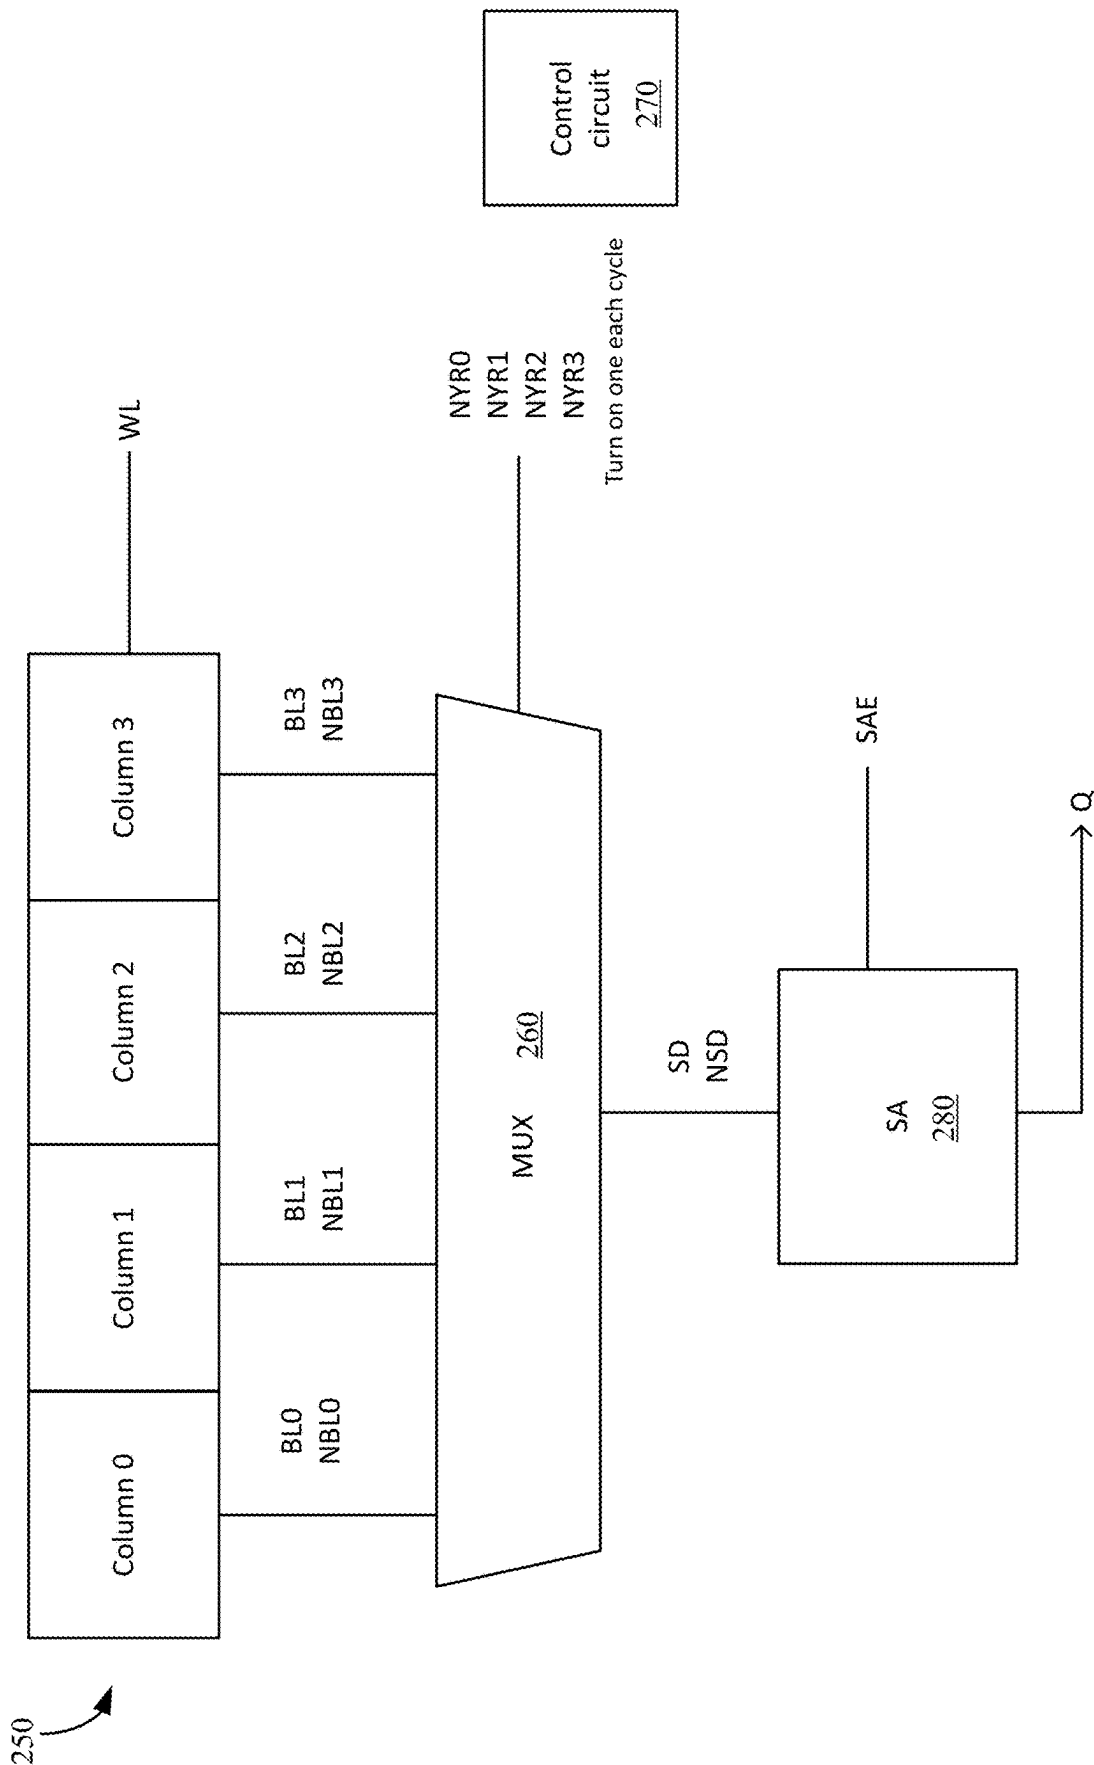 250
Column 0
Column 1
Column 2
Column 3
WL
BL0
NBL0
BL1
NBL1
BL2
NBL2
BL3
NBL3
MUX 260
NYR0
NYR1
NYR2
NYR3
Turn on one each cycle
Control
circuit
270
SD
NSD
SA
280
SAE
Q